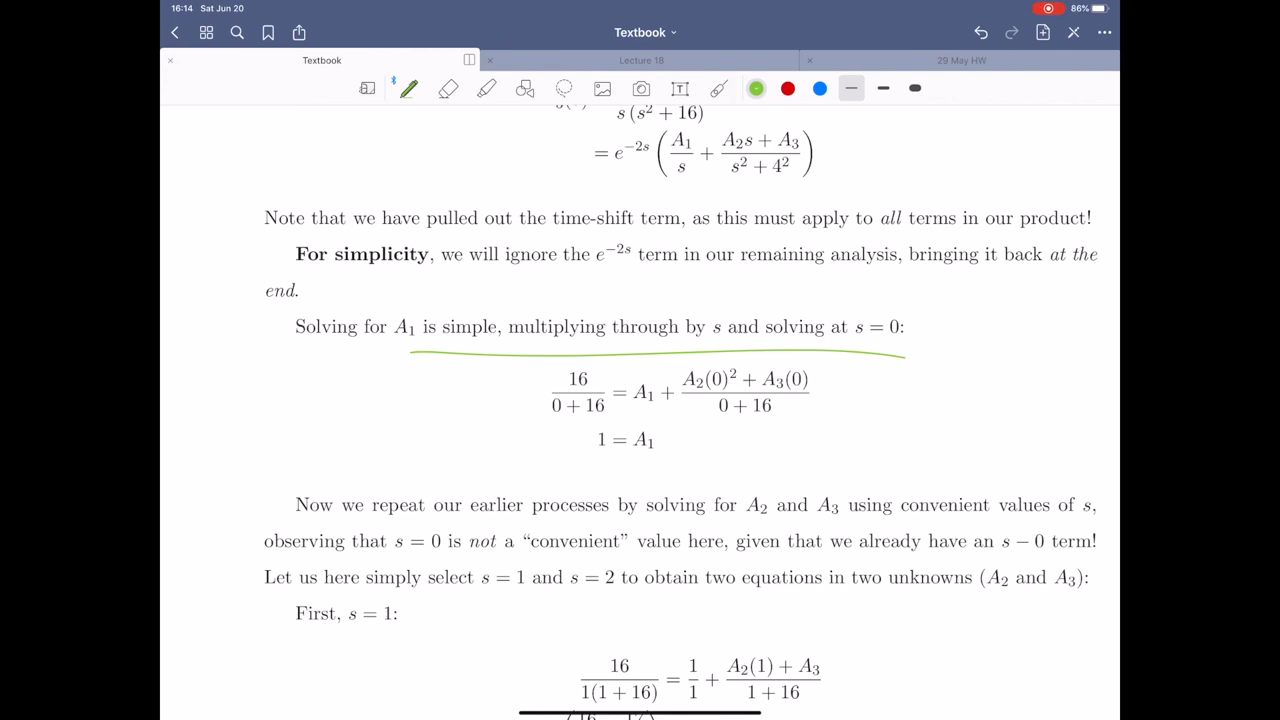 16:14 Sat Jun 20
86%
Textbook
Textbook
Lecture 18
29 May HW
s (s² + 16)
= e^{−2s} ( A₁/s + (A₂s + A₃)/(s² + 4²) )
Note that we have pulled out the time-shift term, as this must apply to all terms in our product!
For simplicity, we will ignore the e^{−2s} term in our remaining analysis, bringing it back at the
end.
Solving for A₁ is simple, multiplying through by s and solving at s = 0:
16/(0 + 16) = A₁ + (A₂(0)² + A₃(0))/(0 + 16)
1 = A₁
Now we repeat our earlier processes by solving for A₂ and A₃ using convenient values of s,
observing that s = 0 is not a “convenient” value here, given that we already have an s − 0 term!
Let us here simply select s = 1 and s = 2 to obtain two equations in two unknowns (A₂ and A₃):
First, s = 1:
16/(1(1 + 16)) = 1/1 + (A₂(1) + A₃)/(1 + 16)